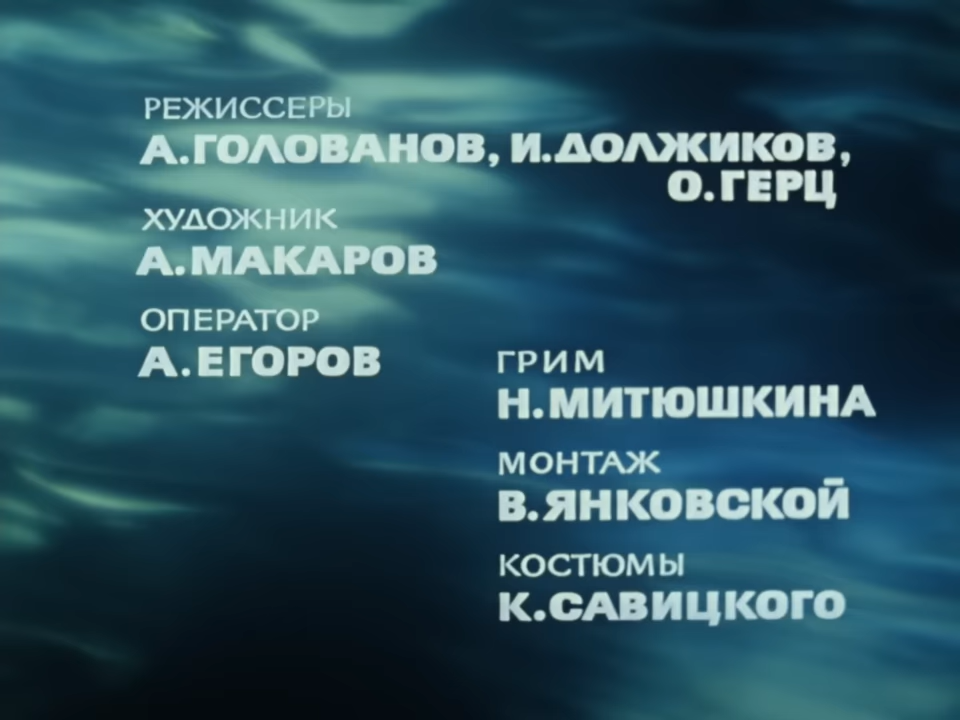 РЕЖИССЕРЫ
А.ГОЛОВАНОВ, И.ДОЛЖИКОВ,
О.ГЕРЦ
ХУДОЖНИК
А.МАКАРОВ
ОПЕРАТОР
А.ЕГОРОВ
ГРИМ
Н.МИТЮШКИНА
МОНТАЖ
В.ЯНКОВСКОЙ
КОСТЮМЫ
К.САВИЦКОГО